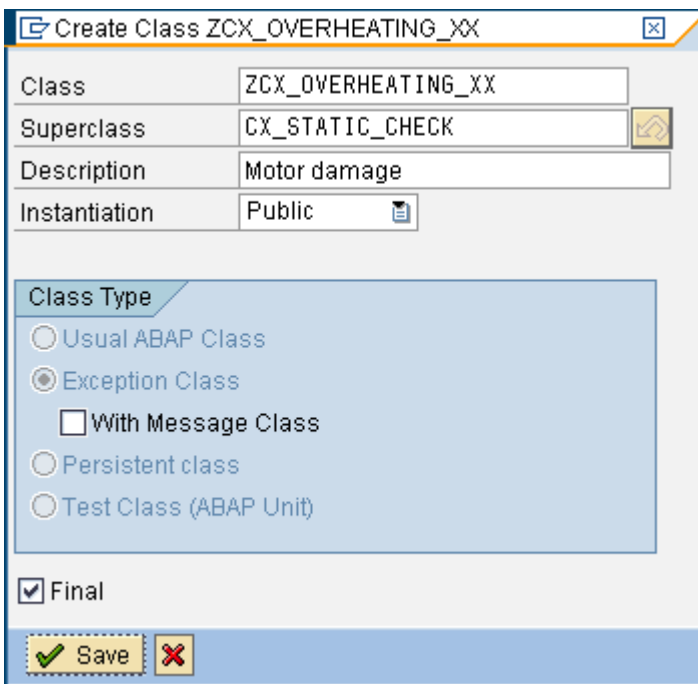 Create Class ZCX_OVERHEATING_XX
Class ZCX_OVERHEATING_XX
Superclass CX_STATIC_CHECK
Description Motor damage
Instantiation Public
Class Type
Usual ABAP Class
Exception Class
With Message Class
Persistent class
Test Class (ABAP Unit)
Final
Save